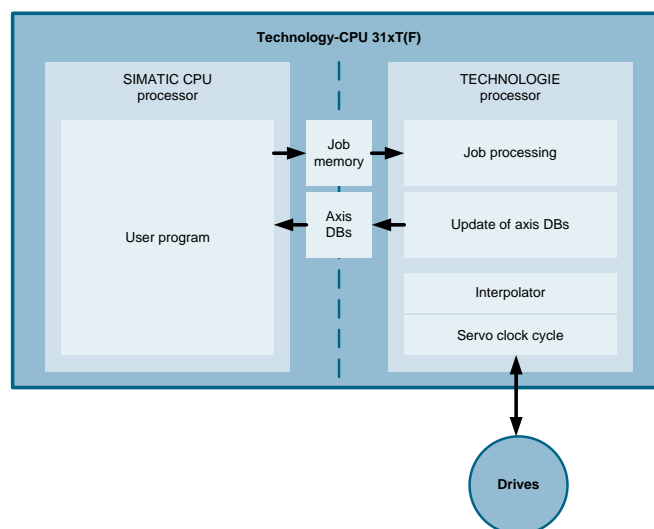 Technology-CPU 31xT(F)
SIMATIC CPU
processor
TECHNOLOGIE
processor
User program
Job
memory
Job processing
Axis
DBs
Update of axis DBs
Interpolator
Servo clock cycle
Drives